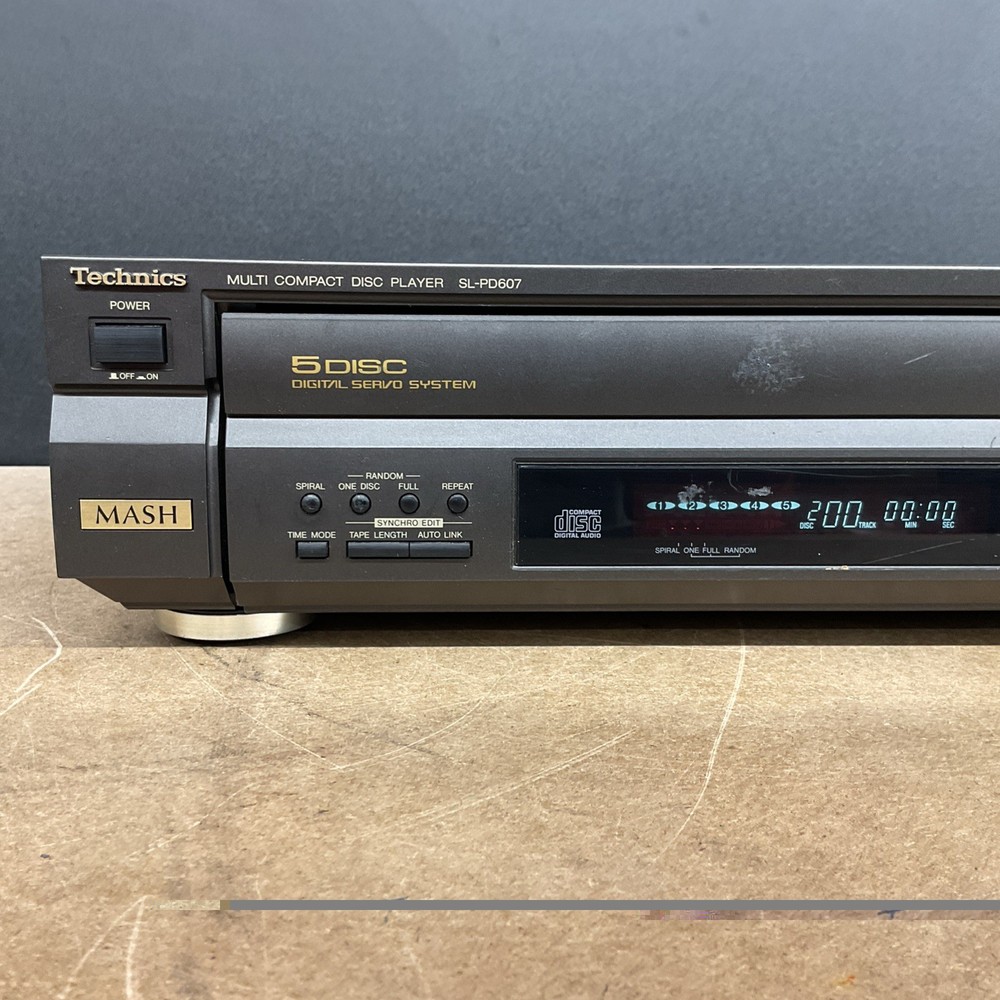 Technics MULTI COMPACT DISC PLAYER SL-PD607
POWER
OFF ON
5 DISC
DIGITAL SERVO SYSTEM
MASH
RANDOM
SPIRAL ONE DISC FULL REPEAT
SYNCHRO EDIT
TIME MODE TAPE LENGTH AUTO LINK
COMPACT
disc
DIGITAL AUDIO
1 2 3 4 5
DISC 200 TRACK 00:00
MIN SEC
SPIRAL ONE FULL RANDOM